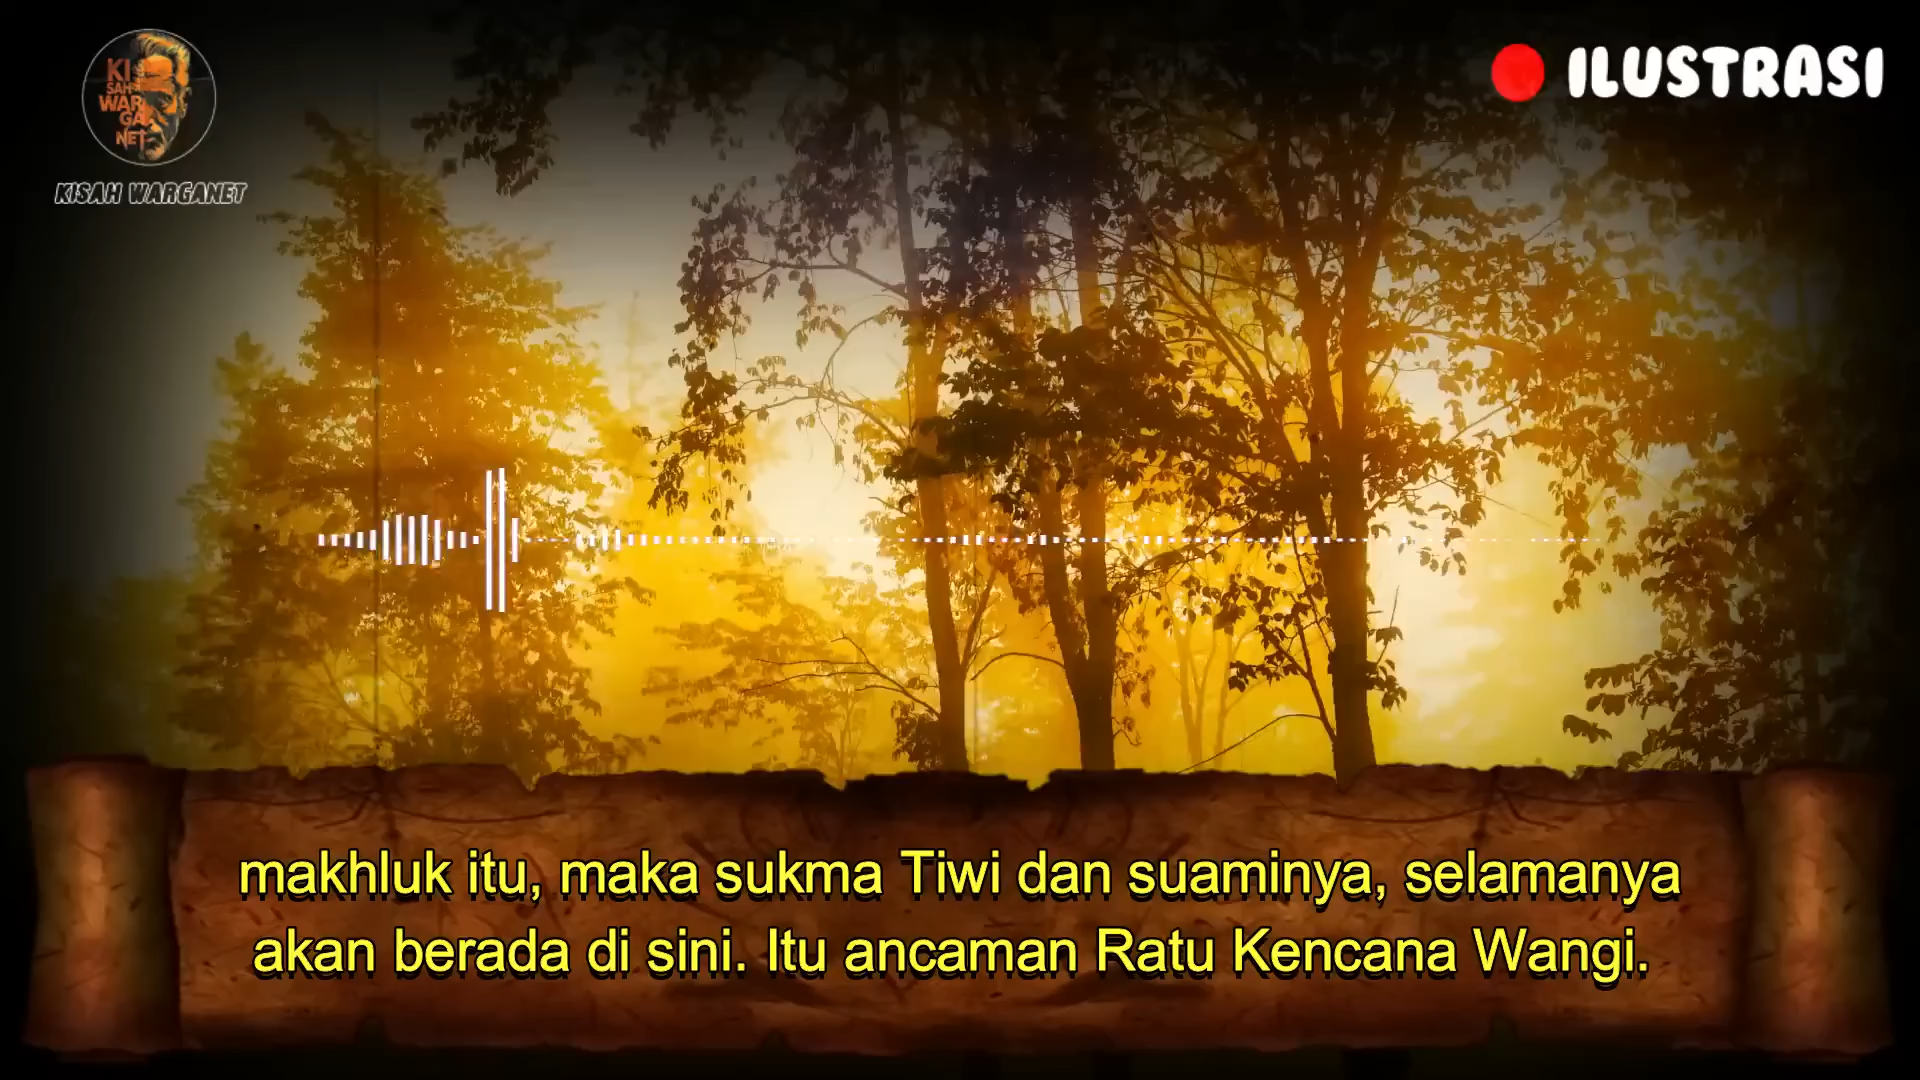 KI
SAH
WAR
GA
NET
KISAH WARGANET
ILUSTRASI
makhluk itu, maka sukma Tiwi dan suaminya, selamanya
akan berada di sini. Itu ancaman Ratu Kencana Wangi.